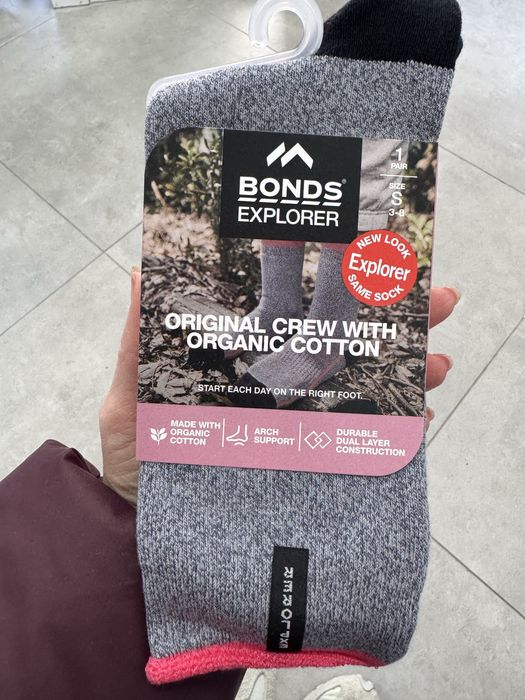 BONDS®
EXPLORER
1
PAIR
SIZE
S
3-8
NEW LOOK
Explorer
SAME SOCK
ORIGINAL CREW WITH
ORGANIC COTTON
START EACH DAY ON THE RIGHT FOOT.
MADE WITH
ORGANIC
COTTON
ARCH
SUPPORT
DURABLE
DUAL LAYER
CONSTRUCTION
EXPLORER